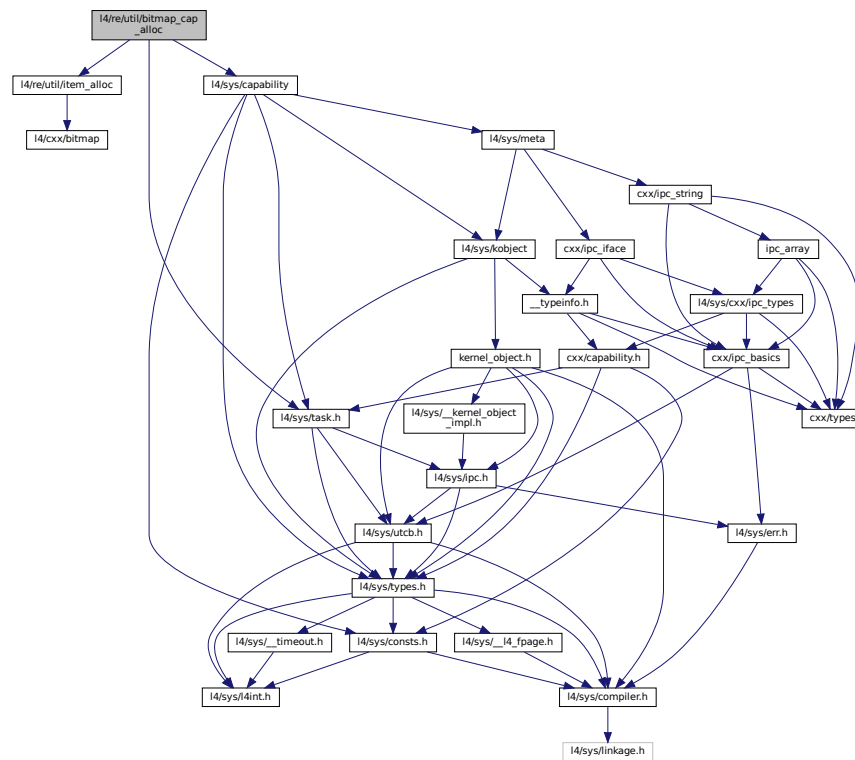 l4/re/util/bitmap_cap
_alloc
l4/re/util/item_alloc
l4/sys/capability
l4/cxx/bitmap
l4/sys/meta
cxx/ipc_string
l4/sys/kobject
cxx/ipc_iface
ipc_array
__typeinfo.h
l4/sys/cxx/ipc_types
kernel_object.h
cxx/capability.h
cxx/ipc_basics
l4/sys/task.h
l4/sys/__kernel_object
_impl.h
cxx/types
l4/sys/ipc.h
l4/sys/utcb.h
l4/sys/err.h
l4/sys/types.h
l4/sys/__timeout.h
l4/sys/consts.h
l4/sys/__l4_fpage.h
l4/sys/l4int.h
l4/sys/compiler.h
l4/sys/linkage.h